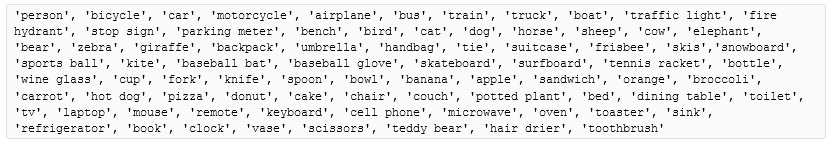 'person', 'bicycle', 'car', 'motorcycle', 'airplane', 'bus', 'train', 'truck', 'boat', 'traffic light', 'fire
hydrant', 'stop sign', 'parking meter', 'bench', 'bird', 'cat', 'dog', 'horse', 'sheep', 'cow', 'elephant',
'bear', 'zebra', 'giraffe', 'backpack', 'umbrella', 'handbag', 'tie', 'suitcase', 'frisbee', 'skis','snowboard',
'sports ball', 'kite', 'baseball bat', 'baseball glove', 'skateboard', 'surfboard', 'tennis racket', 'bottle',
'wine glass', 'cup', 'fork', 'knife', 'spoon', 'bowl', 'banana', 'apple', 'sandwich', 'orange', 'broccoli',
'carrot', 'hot dog', 'pizza', 'donut', 'cake', 'chair', 'couch', 'potted plant', 'bed', 'dining table', 'toilet',
'tv', 'laptop', 'mouse', 'remote', 'keyboard', 'cell phone', 'microwave', 'oven', 'toaster', 'sink',
'refrigerator', 'book', 'clock', 'vase', 'scissors', 'teddy bear', 'hair drier', 'toothbrush'